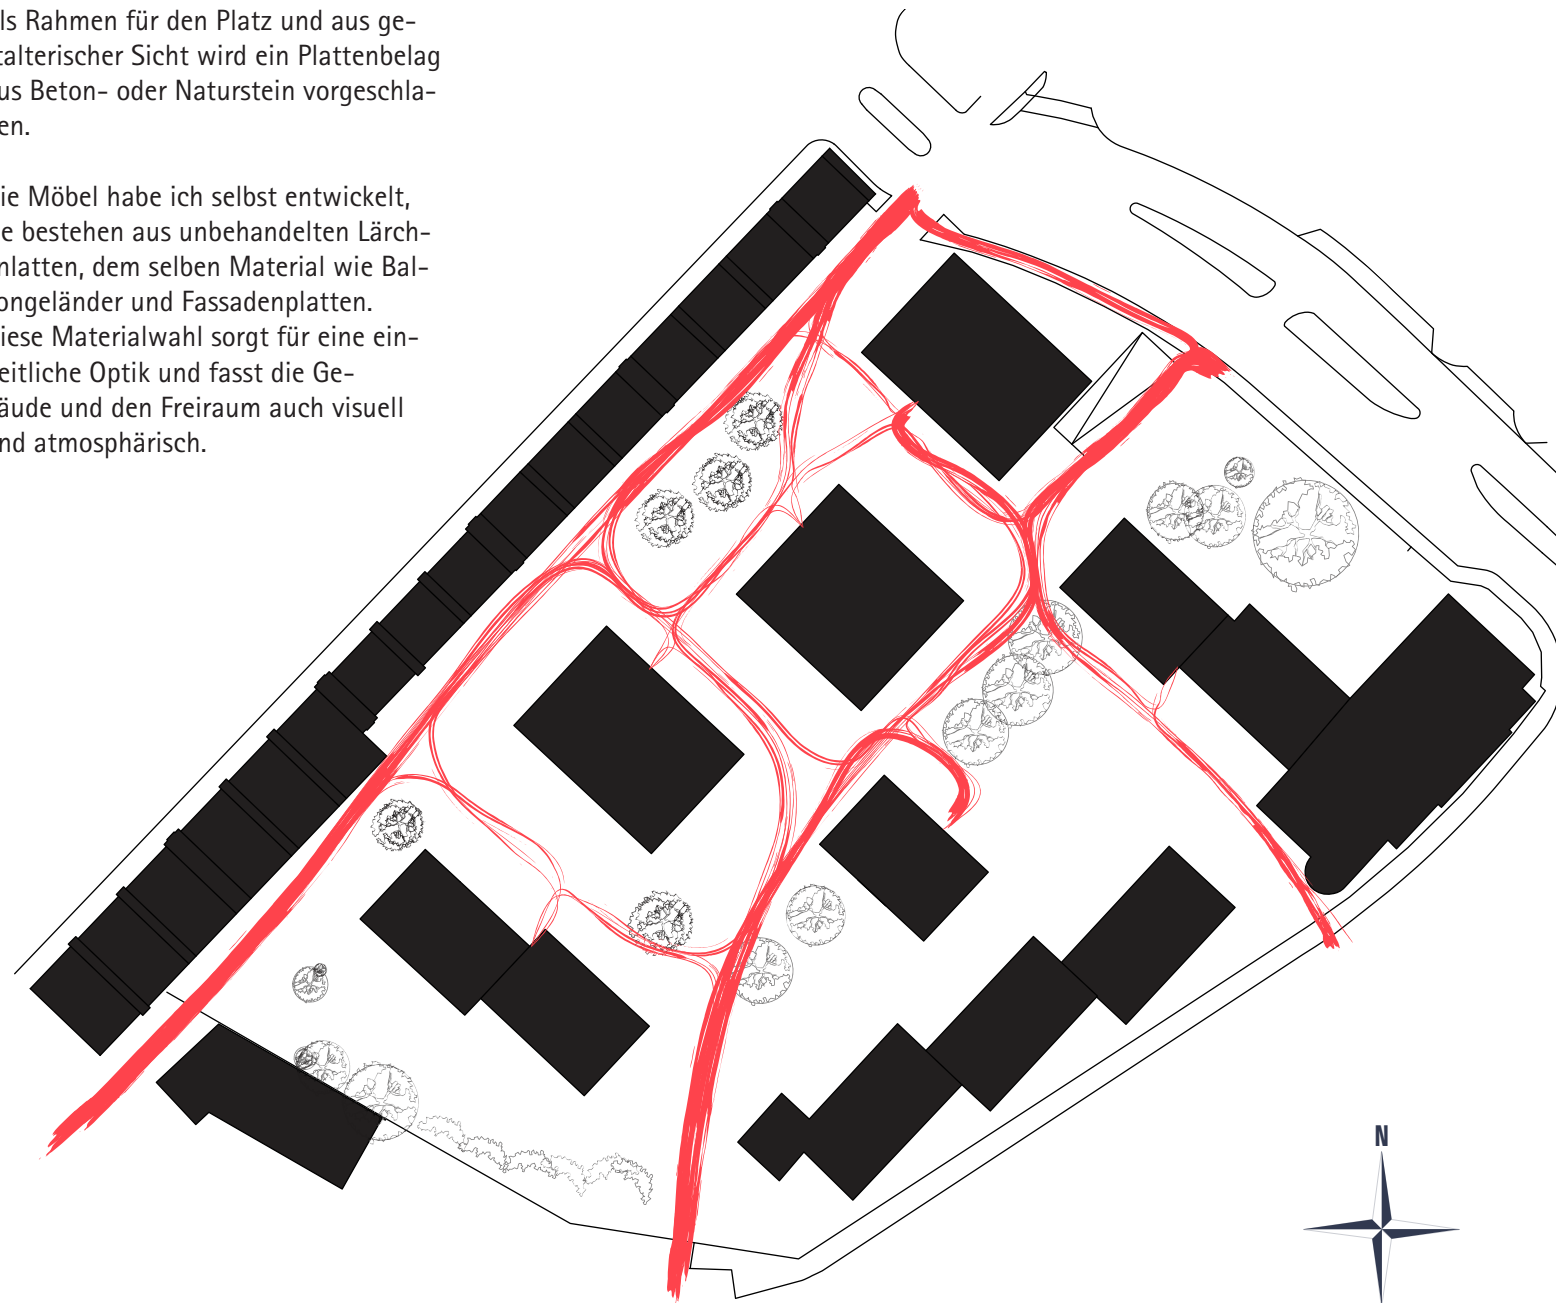 ls Rahmen für den Platz und aus ge-
talterischer Sicht wird ein Plattenbelag
us Beton- oder Naturstein vorgeschla-
en.
ie Möbel habe ich selbst entwickelt,
e bestehen aus unbehandelten Lärch-
nlatten, dem selben Material wie Bal-
ongeländer und Fassadenplatten.
iese Materialwahl sorgt für eine ein-
eitliche Optik und fasst die Ge-
äude und den Freiraum auch visuell
nd atmosphärisch.
N